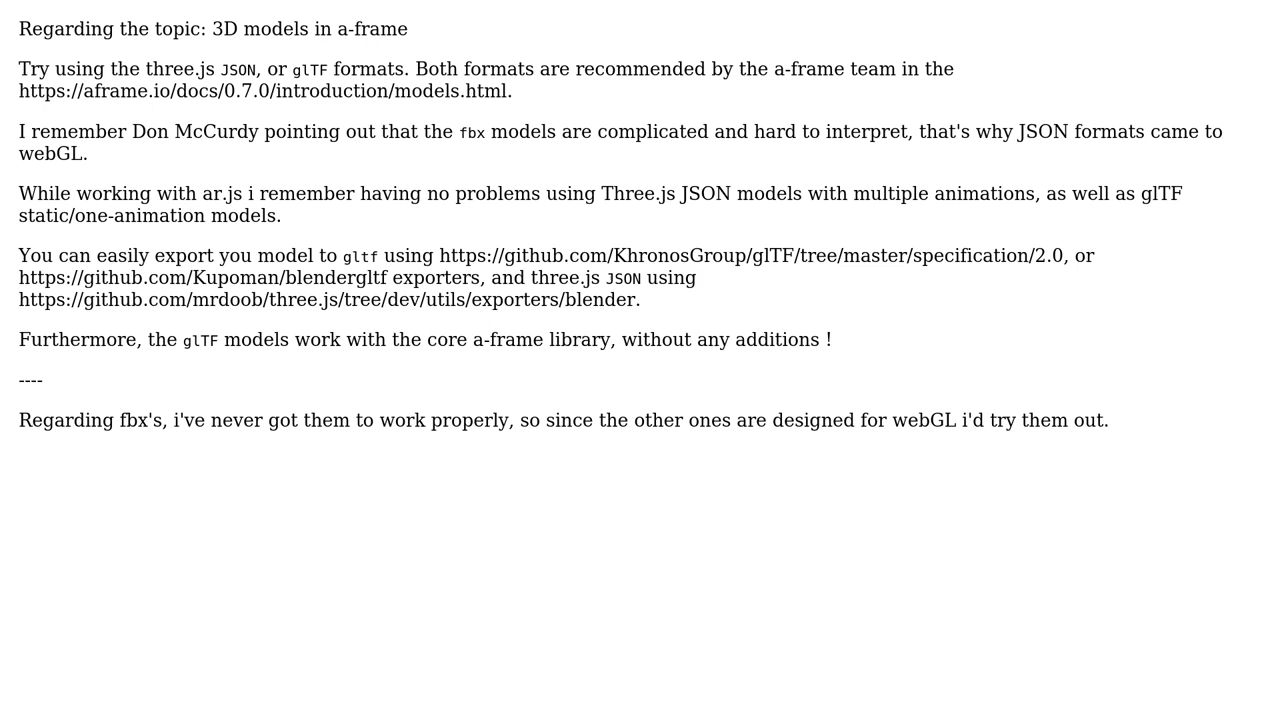 Regarding the topic: 3D models in a-frame
Try using the three.js JSON, or glTF formats. Both formats are recommended by the a-frame team in the
https://aframe.io/docs/0.7.0/introduction/models.html.
I remember Don McCurdy pointing out that the fbx models are complicated and hard to interpret, that's why JSON formats came to
webGL.
While working with ar.js i remember having no problems using Three.js JSON models with multiple animations, as well as glTF
static/one-animation models.
You can easily export you model to gltf using https://github.com/KhronosGroup/glTF/tree/master/specification/2.0, or
https://github.com/Kupoman/blendergltf exporters, and three.js JSON using
https://github.com/mrdoob/three.js/tree/dev/utils/exporters/blender.
Furthermore, the glTF models work with the core a-frame library, without any additions !
----
Regarding fbx's, i've never got them to work properly, so since the other ones are designed for webGL i'd try them out.